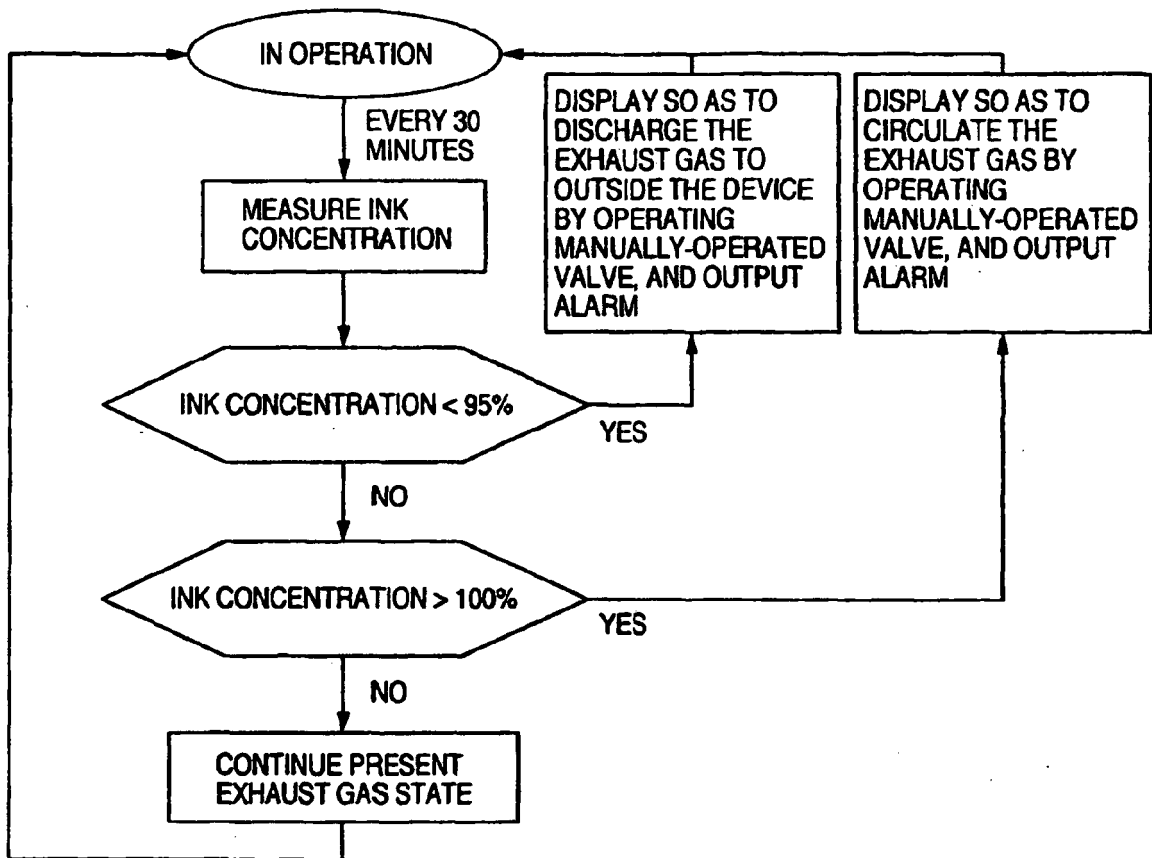 IN OPERATION
EVERY 30
MINUTES
MEASURE INK
CONCENTRATION
INK CONCENTRATION < 95%
YES
NO
INK CONCENTRATION > 100%
YES
NO
CONTINUE PRESENT
EXHAUST GAS STATE
DISPLAY SO AS TO
DISCHARGE THE
EXHAUST GAS TO
OUTSIDE THE DEVICE
BY OPERATING
MANUALLY-OPERATED
VALVE, AND OUTPUT
ALARM
DISPLAY SO AS TO
CIRCULATE THE
EXHAUST GAS BY
OPERATING
MANUALLY-OPERATED
VALVE, AND OUTPUT
ALARM